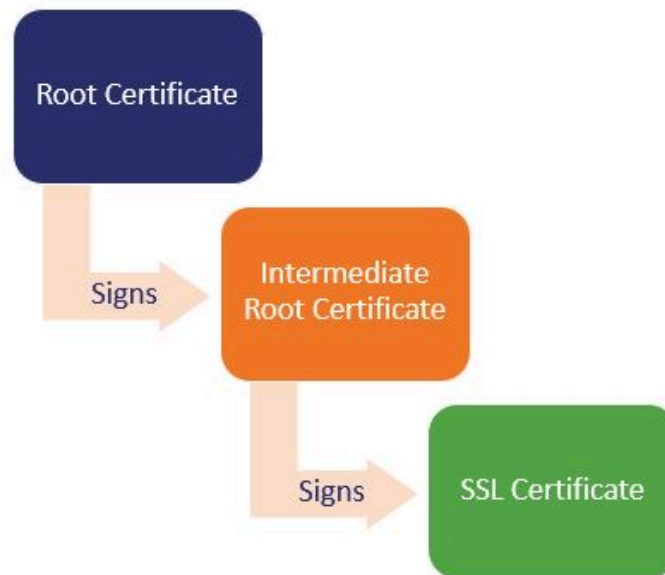 Root Certificate
Signs
Intermediate
Root Certificate
Signs
SSL Certificate